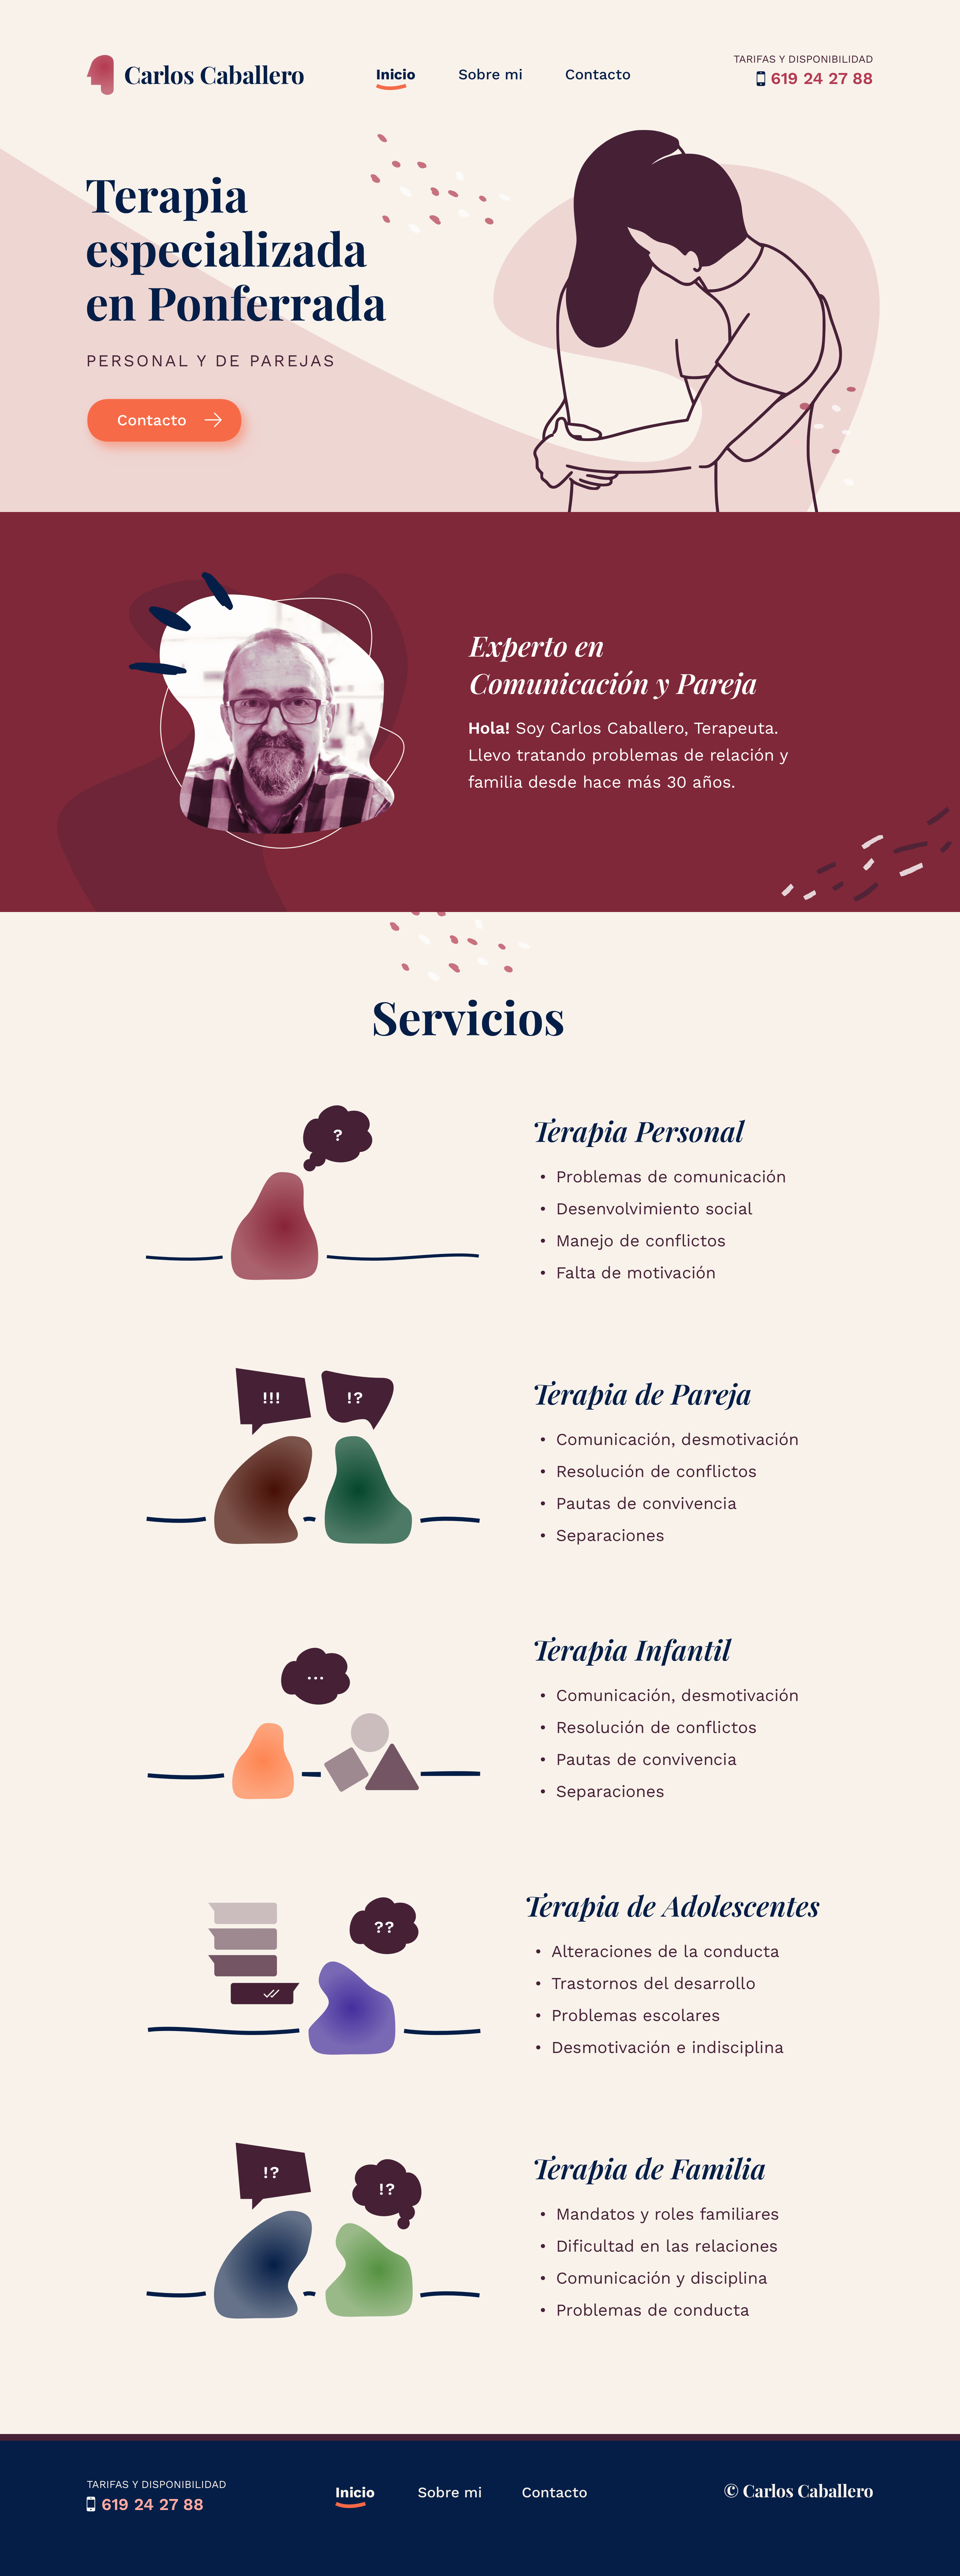 Carlos Caballero
Inicio
Sobre mi
Contacto
TARIFAS Y DISPONIBILIDAD
619 24 27 88
Terapia
especializada
en Ponferrada
PERSONAL Y DE PAREJAS
Contacto
Experto en
Comunicación y Pareja
Hola! Soy Carlos Caballero, Terapeuta.
Llevo tratando problemas de relación y
familia desde hace más 30 años.
Servicios
?
Terapia Personal
• Problemas de comunicación
• Desenvolvimiento social
• Manejo de conflictos
• Falta de motivación
!!!
!?
Terapia de Pareja
• Comunicación, desmotivación
• Resolución de conflictos
• Pautas de convivencia
• Separaciones
...
Terapia Infantil
• Comunicación, desmotivación
• Resolución de conflictos
• Pautas de convivencia
• Separaciones
??
Terapia de Adolescentes
• Alteraciones de la conducta
• Trastornos del desarrollo
• Problemas escolares
• Desmotivación e indisciplina
!?
!?
Terapia de Familia
• Mandatos y roles familiares
• Dificultad en las relaciones
• Comunicación y disciplina
• Problemas de conducta
TARIFAS Y DISPONIBILIDAD
619 24 27 88
Inicio
Sobre mi
Contacto
© Carlos Caballero